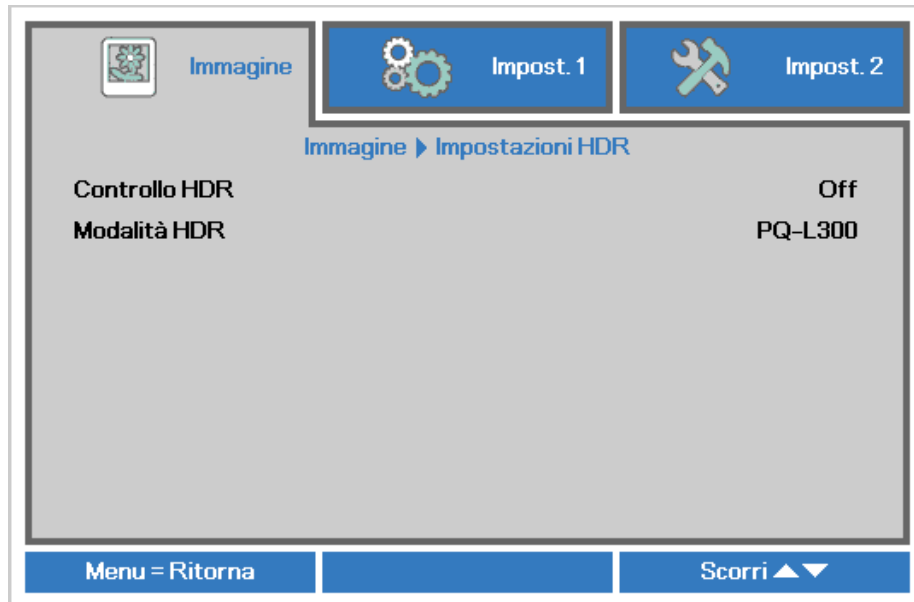 Immagine
Impost. 1
Impost. 2
Immagine ▶ Impostazioni HDR
Controllo HDR Off
Modalità HDR PQ-L300
Menu = Ritorna
Scorri ▲▼